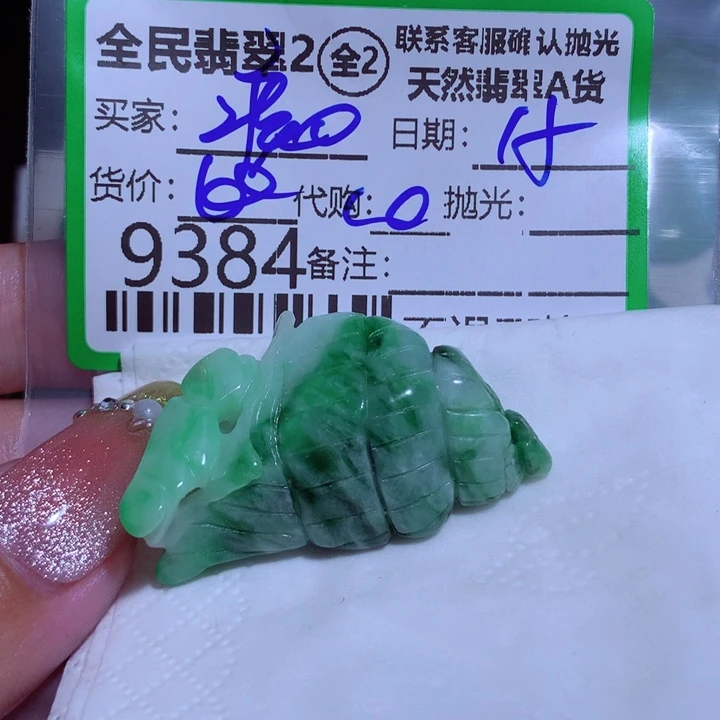 全民翡翠2 全2 联系客服确认抛光
天然翡翠A货
买家： 日期：付
货价： 代购： 抛光：
9384 备注：